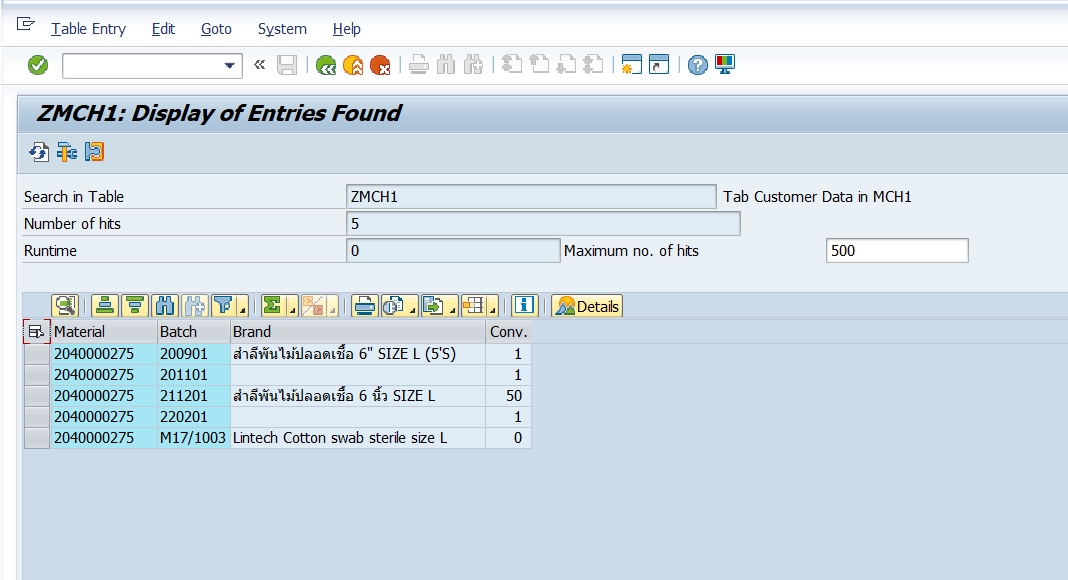 Table Entry Edit Goto System Help
ZMCH1: Display of Entries Found
Search in Table ZMCH1 Tab Customer Data in MCH1
Number of hits 5
Runtime 0 Maximum no. of hits 500
Details
Material Batch Brand Conv.
2040000275 200901 สำลีพันไม้ปลอดเชื้อ 6" SIZE L (5'S) 1
2040000275 201101 1
2040000275 211201 สำลีพันไม้ปลอดเชื้อ 6 นิ้ว SIZE L 50
2040000275 220201 1
2040000275 M17/1003 Lintech Cotton swab sterile size L 0